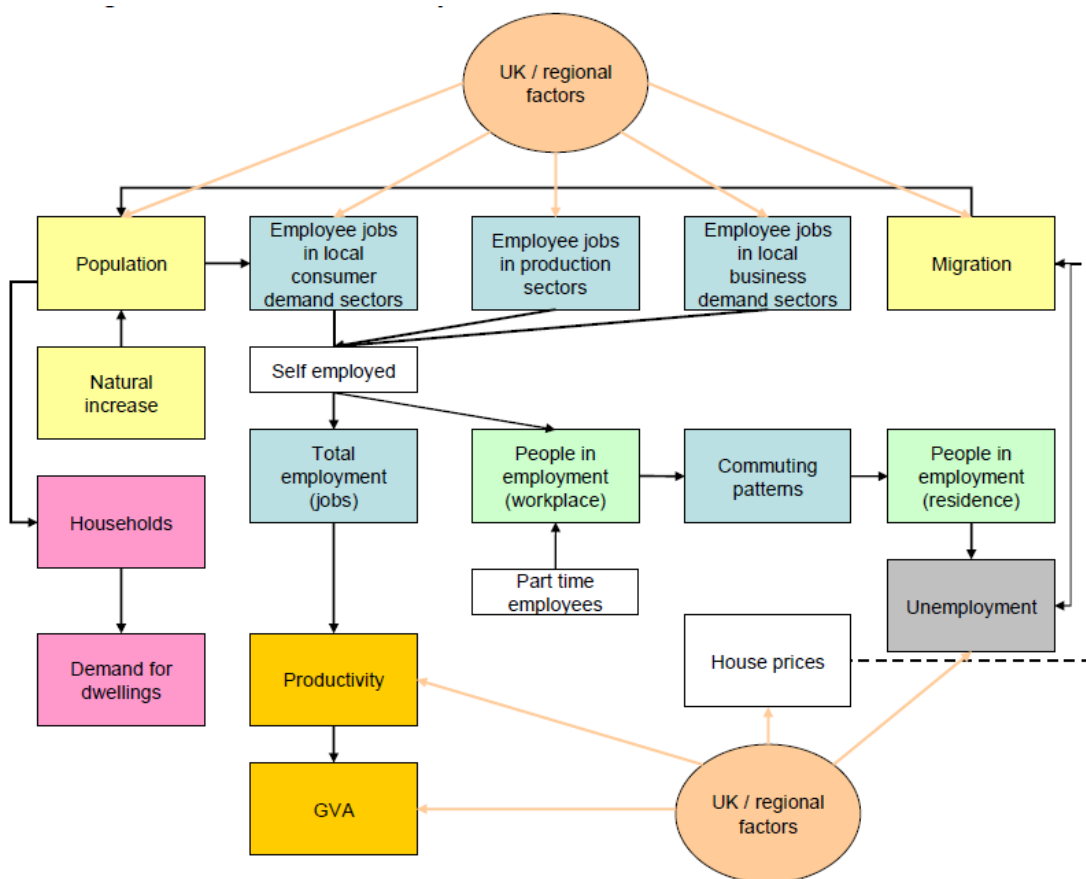 UK / regional
factors
Population
Employee jobs
in local
consumer
demand sectors
Employee jobs
in production
sectors
Employee jobs
in local
business
demand sectors
Migration
Natural
increase
Self employed
Total
employment
(jobs)
People in
employment
(workplace)
Commuting
patterns
People in
employment
(residence)
Households
Part time
employees
Unemployment
Demand for
dwellings
Productivity
House prices
GVA
UK / regional
factors